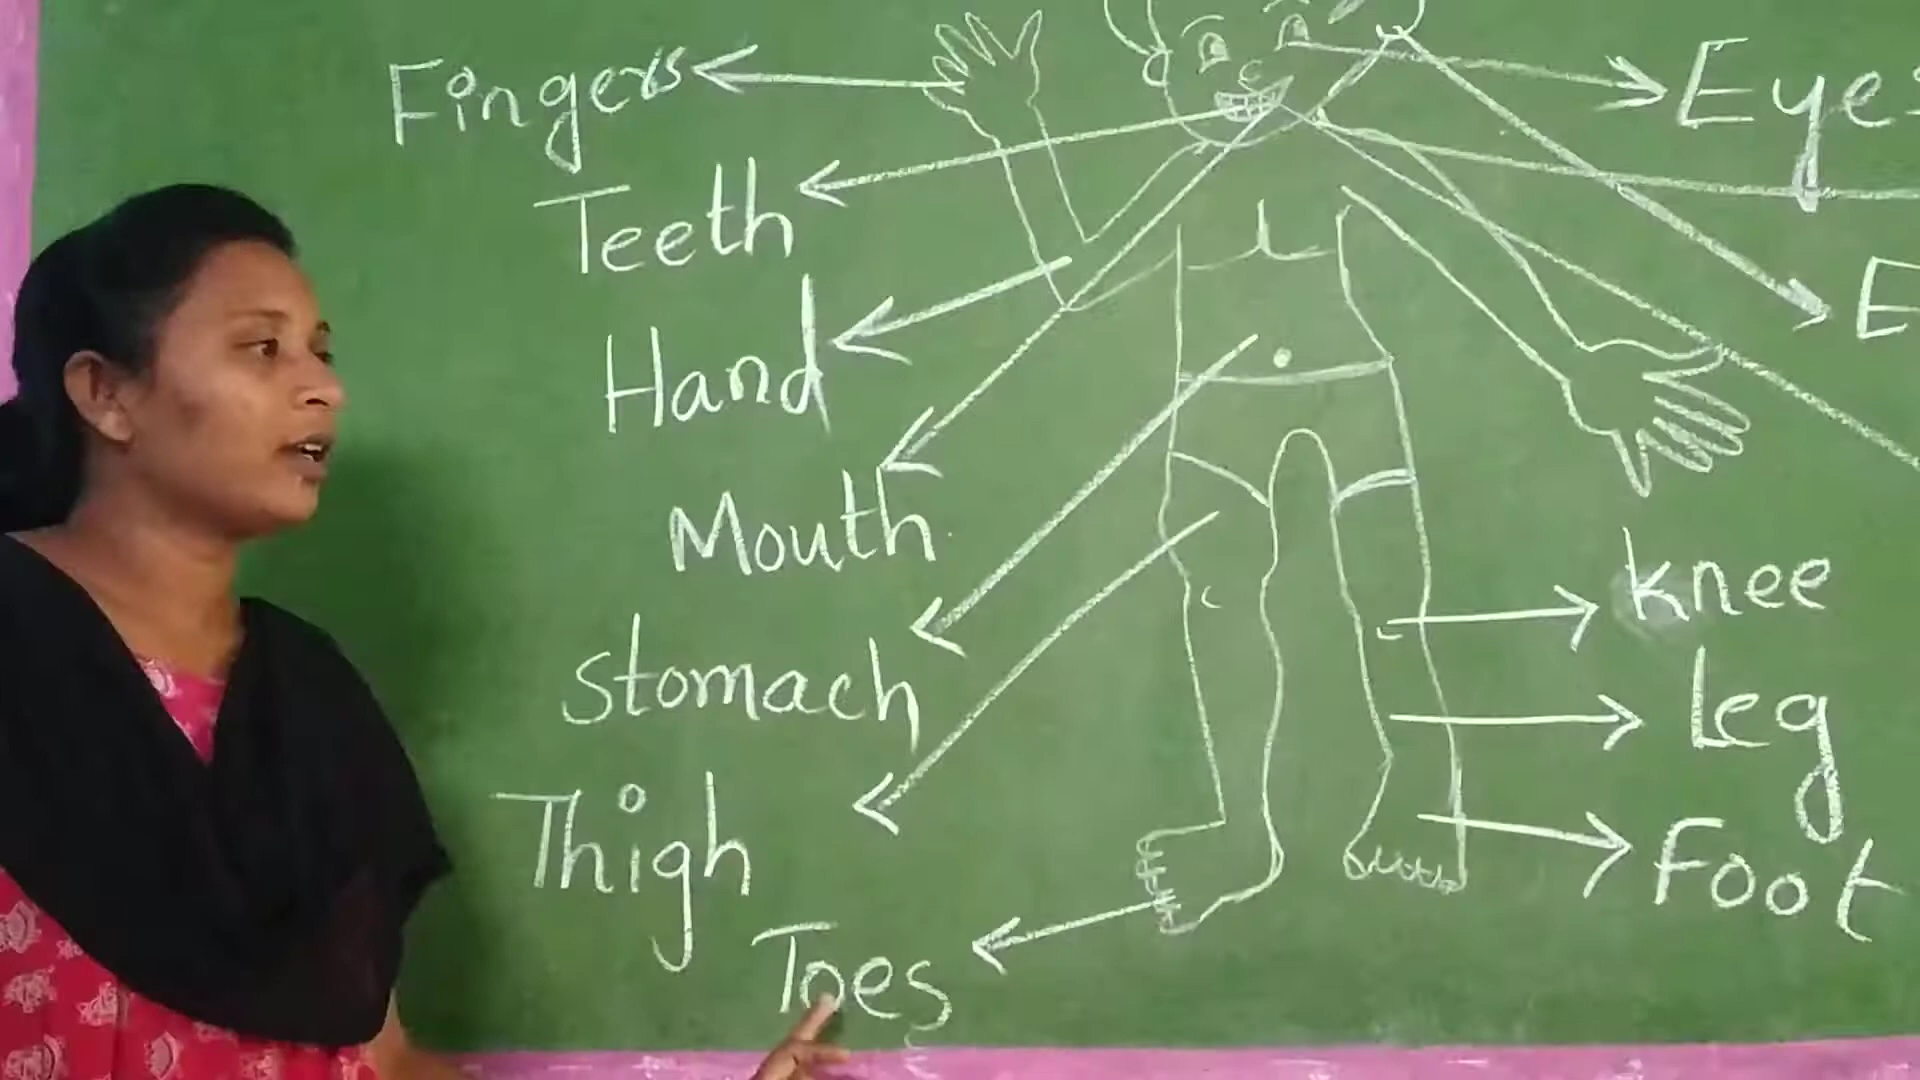 Fingers
Teeth
Hand
Mouth
Stomach
Thigh
Toes
Eyes
knee
Leg
Foot